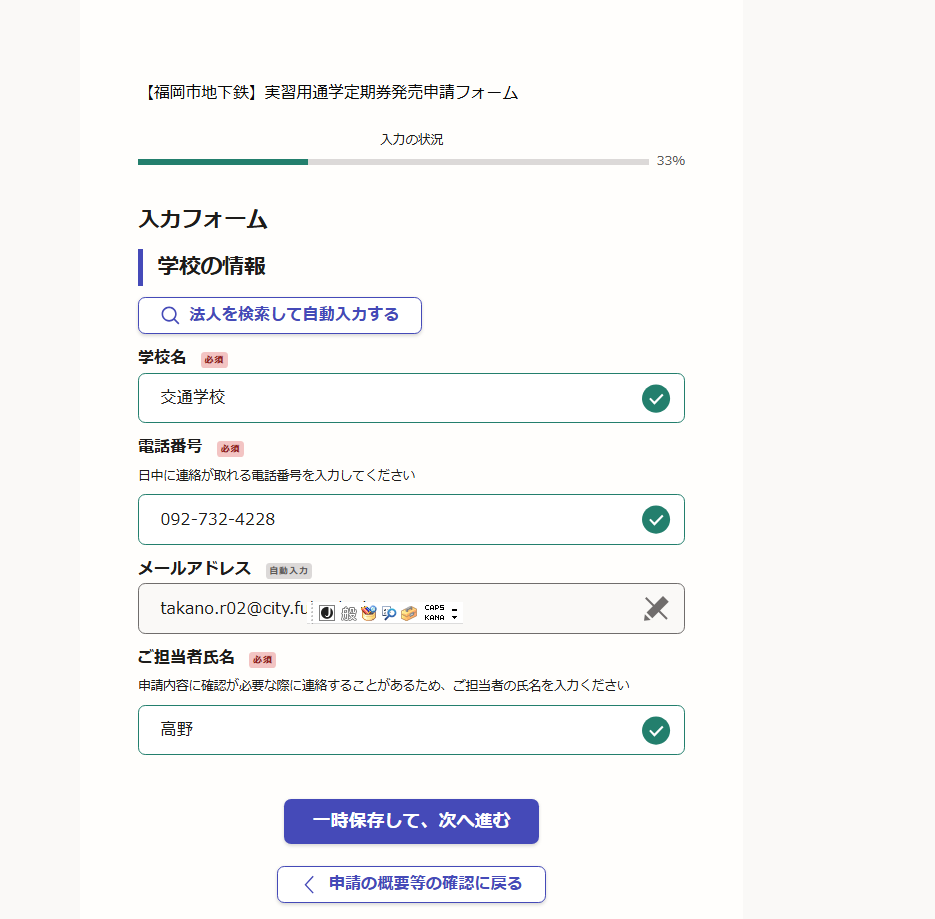 【福岡市地下鉄】実習用通学定期券発売申請フォーム
入力の状況
33%
入力フォーム
学校の情報
法人を検索して自動入力する
学校名 必須
交通学校
電話番号 必須
日中に連絡が取れる電話番号を入力してください
092-732-4228
メールアドレス 自動入力
takano.r02@city.fu
般 CAPS
KANA
ご担当者氏名 必須
申請内容に確認が必要な際に連絡することがあるため、ご担当者の氏名を入力ください
高野
一時保存して、次へ進む
申請の概要等の確認に戻る